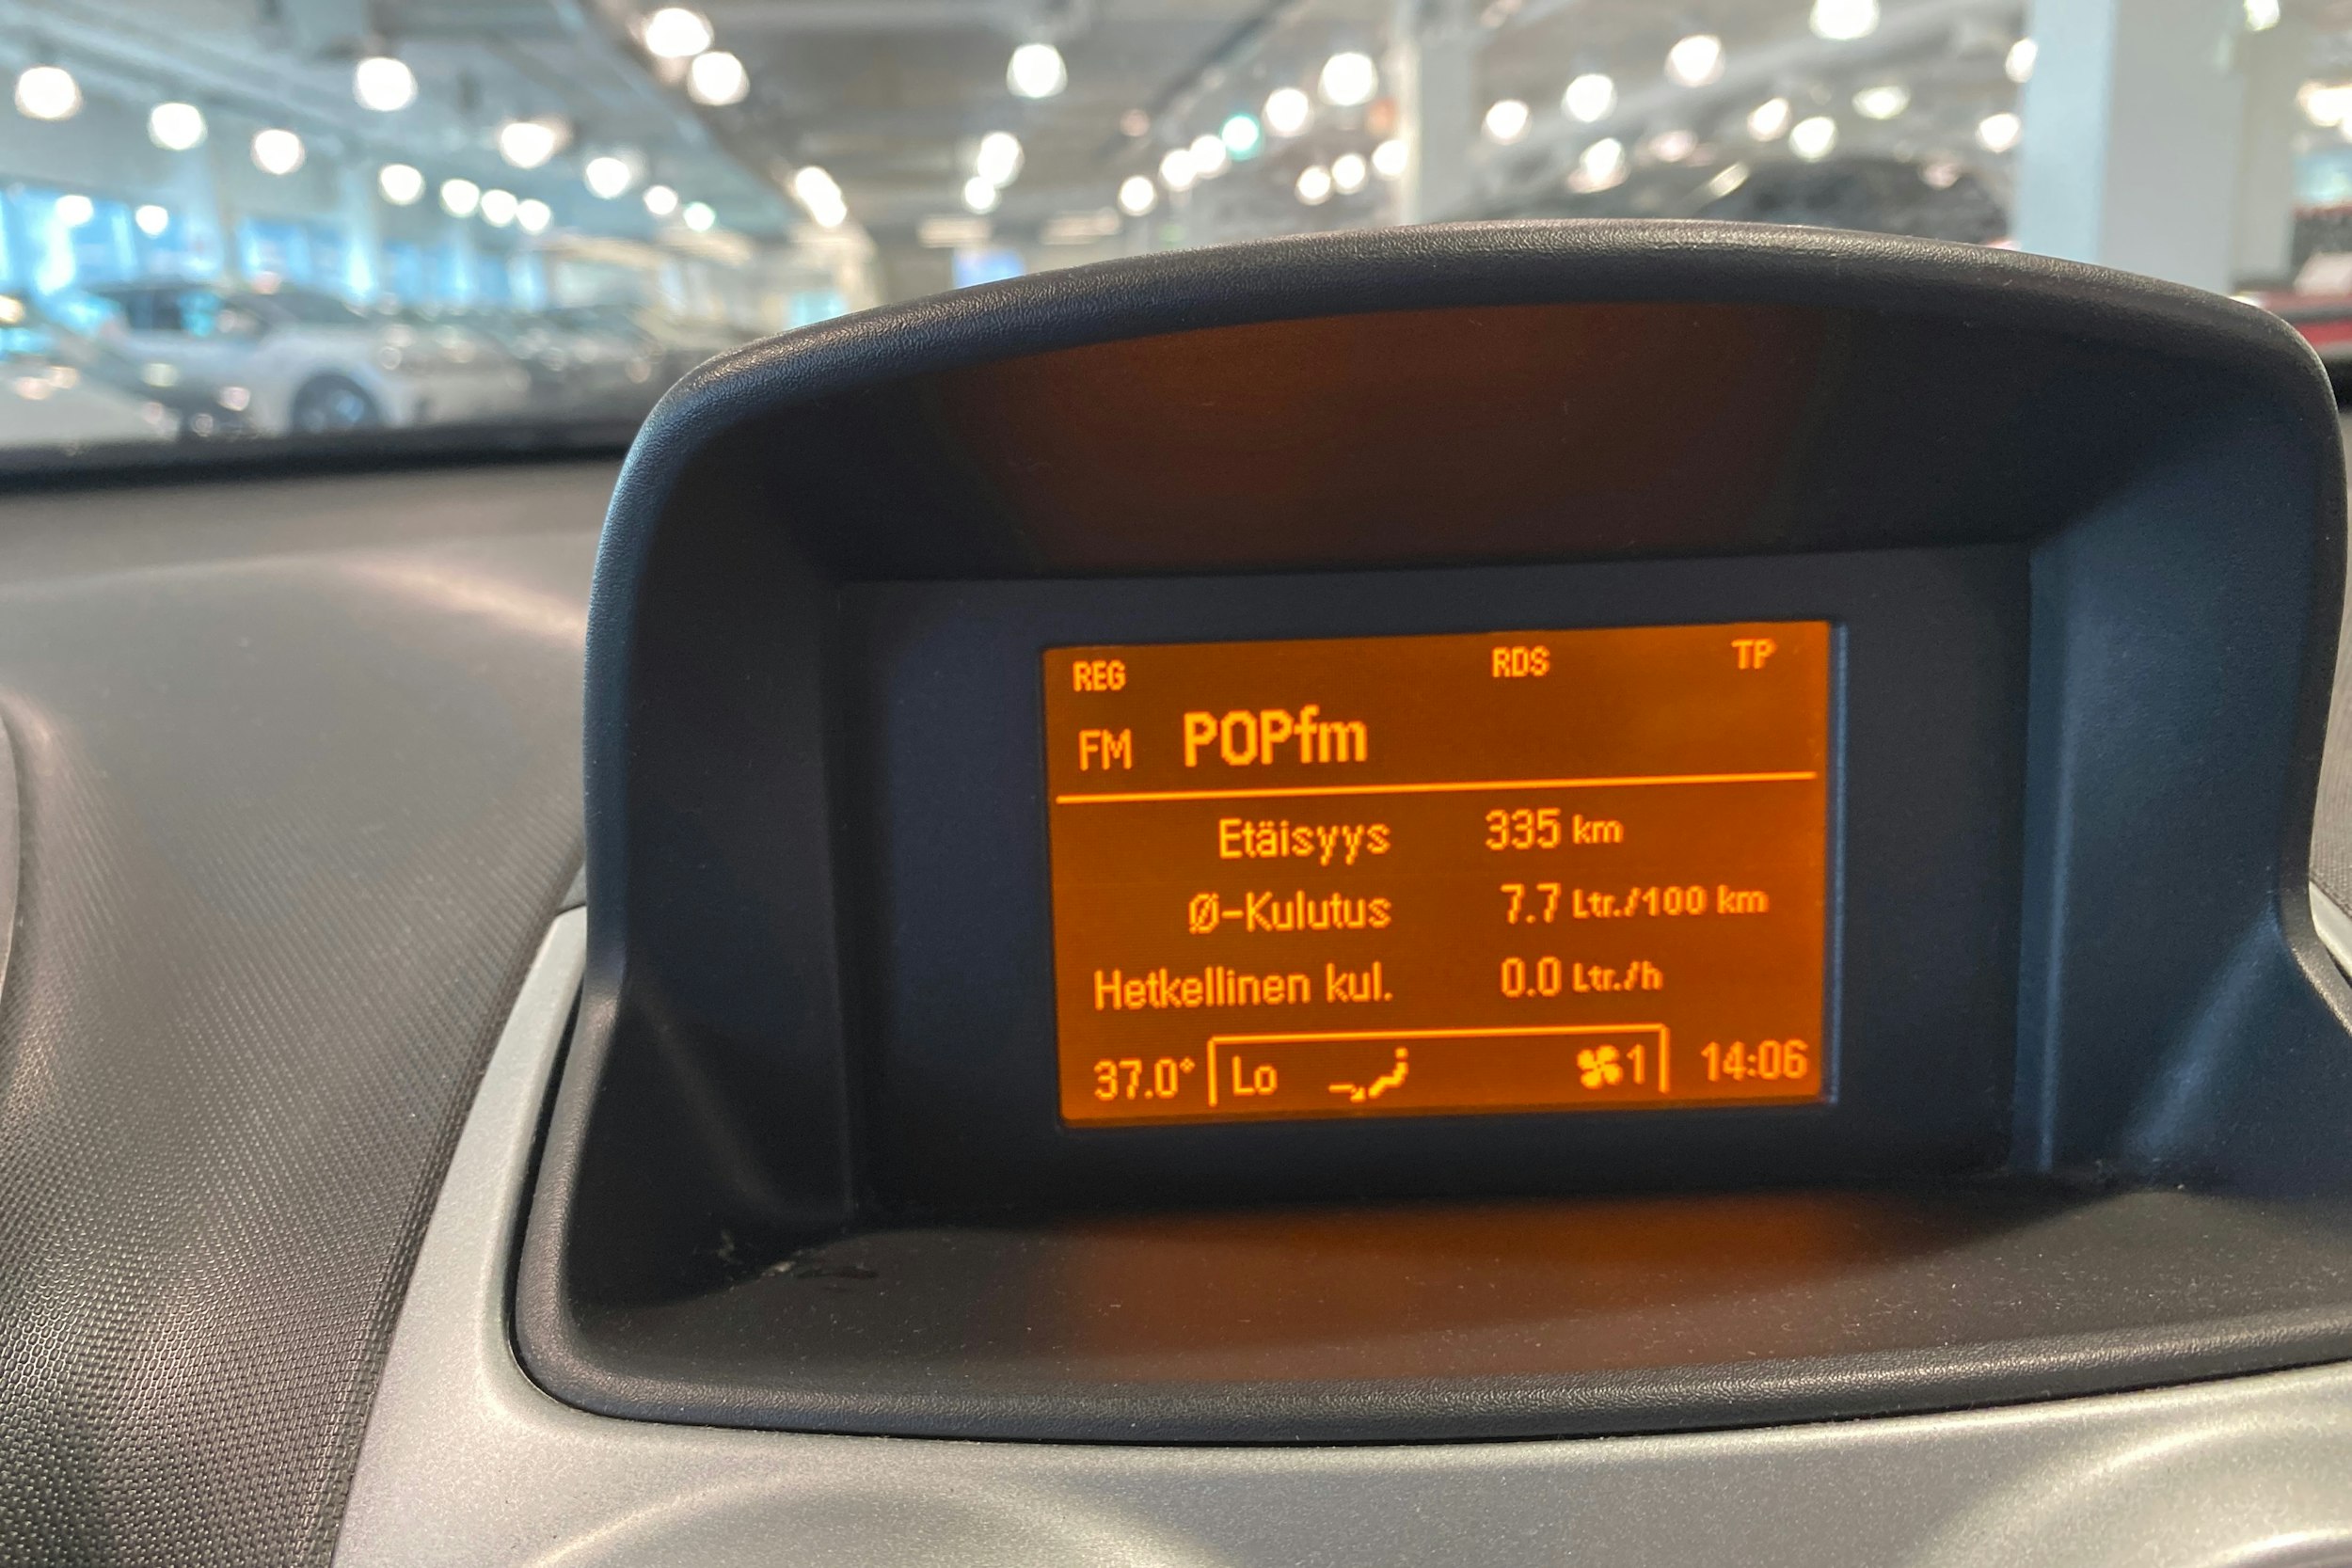 REG RDS TP
FM POPfm
Etäisyys 335 km
Ø-Kulutus 7.7 Ltr./100 km
Hetkellinen kul. 0.0 Ltr./h
37.0° Lo 1 14:06